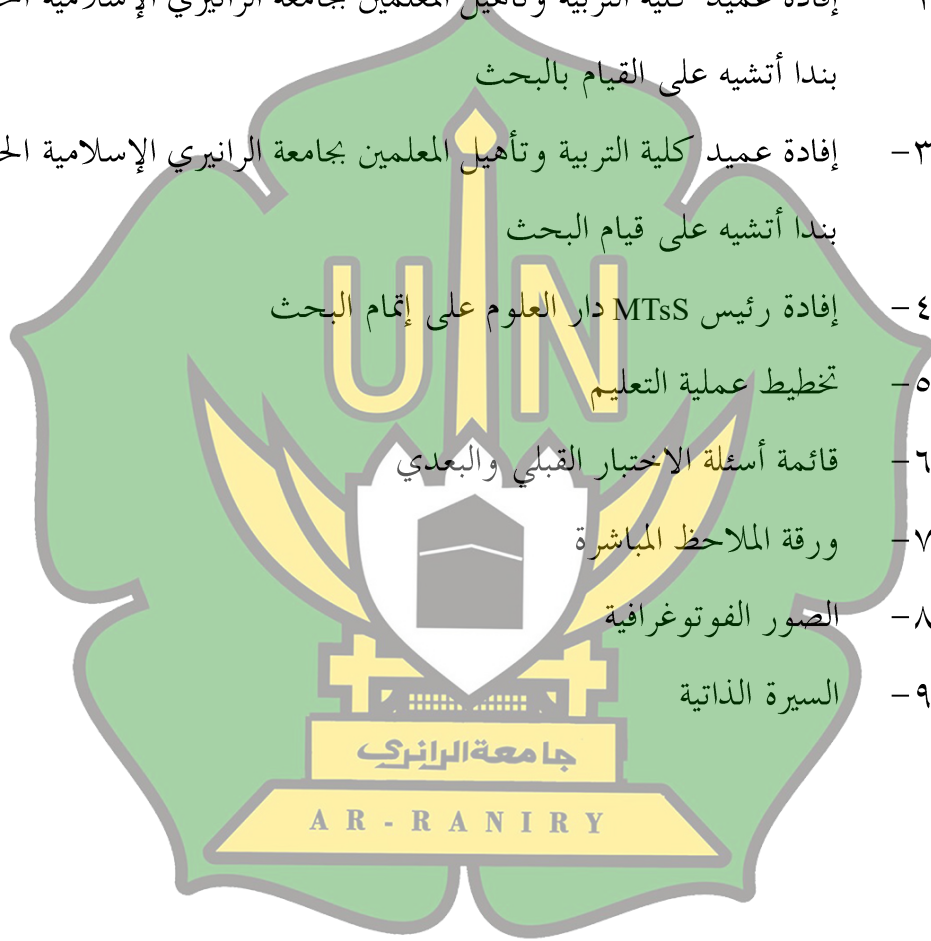 إفادة عميد كلية التربية وتأهيل المعلمين بجامعة الرانيري الإسلامية
بندا أتشيه على القيام بالبحث
٣- إفادة عميد كلية التربية وتأهيل المعلمين بجامعة الرانيري الإسلامية
بندا أتشيه على قيام البحث
٤- إفادة رئيس MTsS دار العلوم على إتمام البحث
٥- تخطيط عملية التعليم
٦- قائمة أسئلة الاختبار القبلي والبعدي
٧- ورقة الملاحظ المباشرة
٨- الصور الفوتوغرافية
٩- السيرة الذاتية
UIN
جامعة الرانري
AR-RANIRY